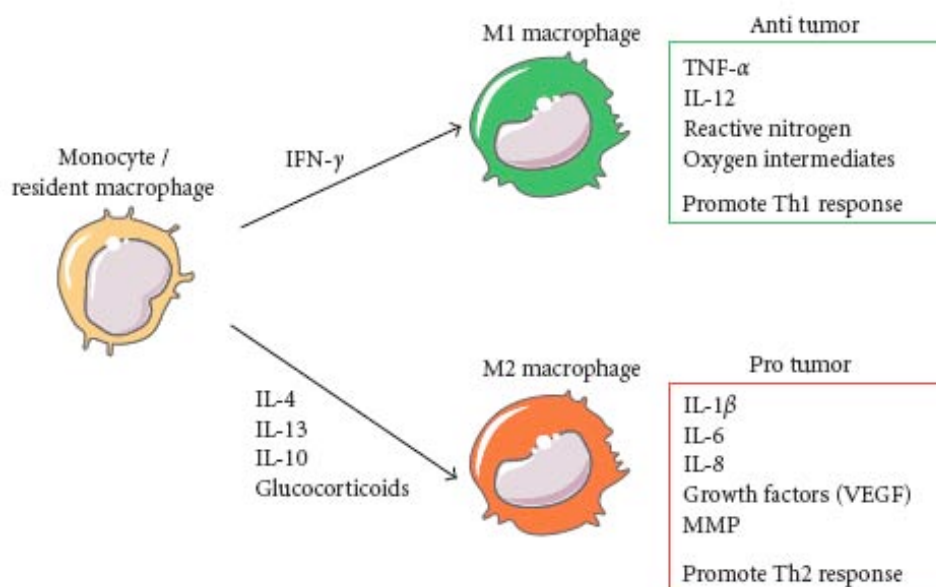 Monocyte /
resident macrophage
IFN-γ
M1 macrophage
Anti tumor
TNF-α
IL-12
Reactive nitrogen
Oxygen intermediates
Promote Th1 response
IL-4
IL-13
IL-10
Glucocorticoids
M2 macrophage
Pro tumor
IL-1β
IL-6
IL-8
Growth factors (VEGF)
MMP
Promote Th2 response